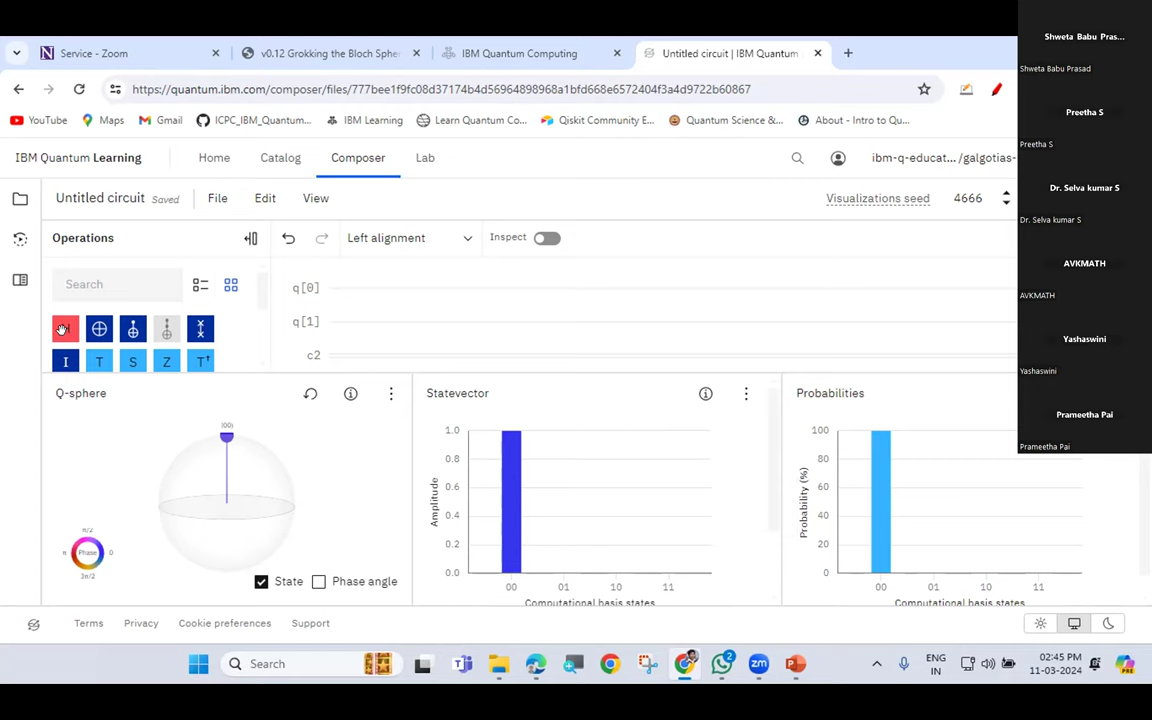 Service - Zoom
v0.12 Grokking the Bloch Spher
IBM Quantum Computing
Untitled circuit | IBM Quantum
https://quantum.ibm.com/composer/files/777bee1f9fc08d37174b4d56964898968a1bfd668e6572404f3a4d9722b60867
YouTube
Maps
Gmail
ICPC_IBM_Quantum...
IBM Learning
Learn Quantum Co...
Qiskit Community E...
Quantum Science &...
About - Intro to Qu...
IBM Quantum Learning
Home
Catalog
Composer
Lab
ibm-q-educat... /galgotias-
Untitled circuit Saved
File
Edit
View
Visualizations seed
4666
Operations
Left alignment
Inspect
Search
q[0]
q[1]
c2
H
I
T
S
Z
T†
Q-sphere
|00⟩
π/2
π
Phase
0
3π/2
State
Phase angle
Statevector
Amplitude
1.0
0.8
0.6
0.4
0.2
0.0
00
01
10
11
Computational basis states
Probabilities
Probability (%)
100
80
60
40
20
0
00
01
10
11
Computational basis states
Terms
Privacy
Cookie preferences
Support
Search
2
ENG
IN
02:45 PM
11-03-2024
PRE
Shweta Babu Pras...
Shweta Babu Prasad
Preetha S
Preetha S
Dr. Selva kumar S
Dr. Selva kumar S
AVKMATH
AVKMATH
Yashaswini
Yashaswini
Prameetha Pai
Prameetha Pai